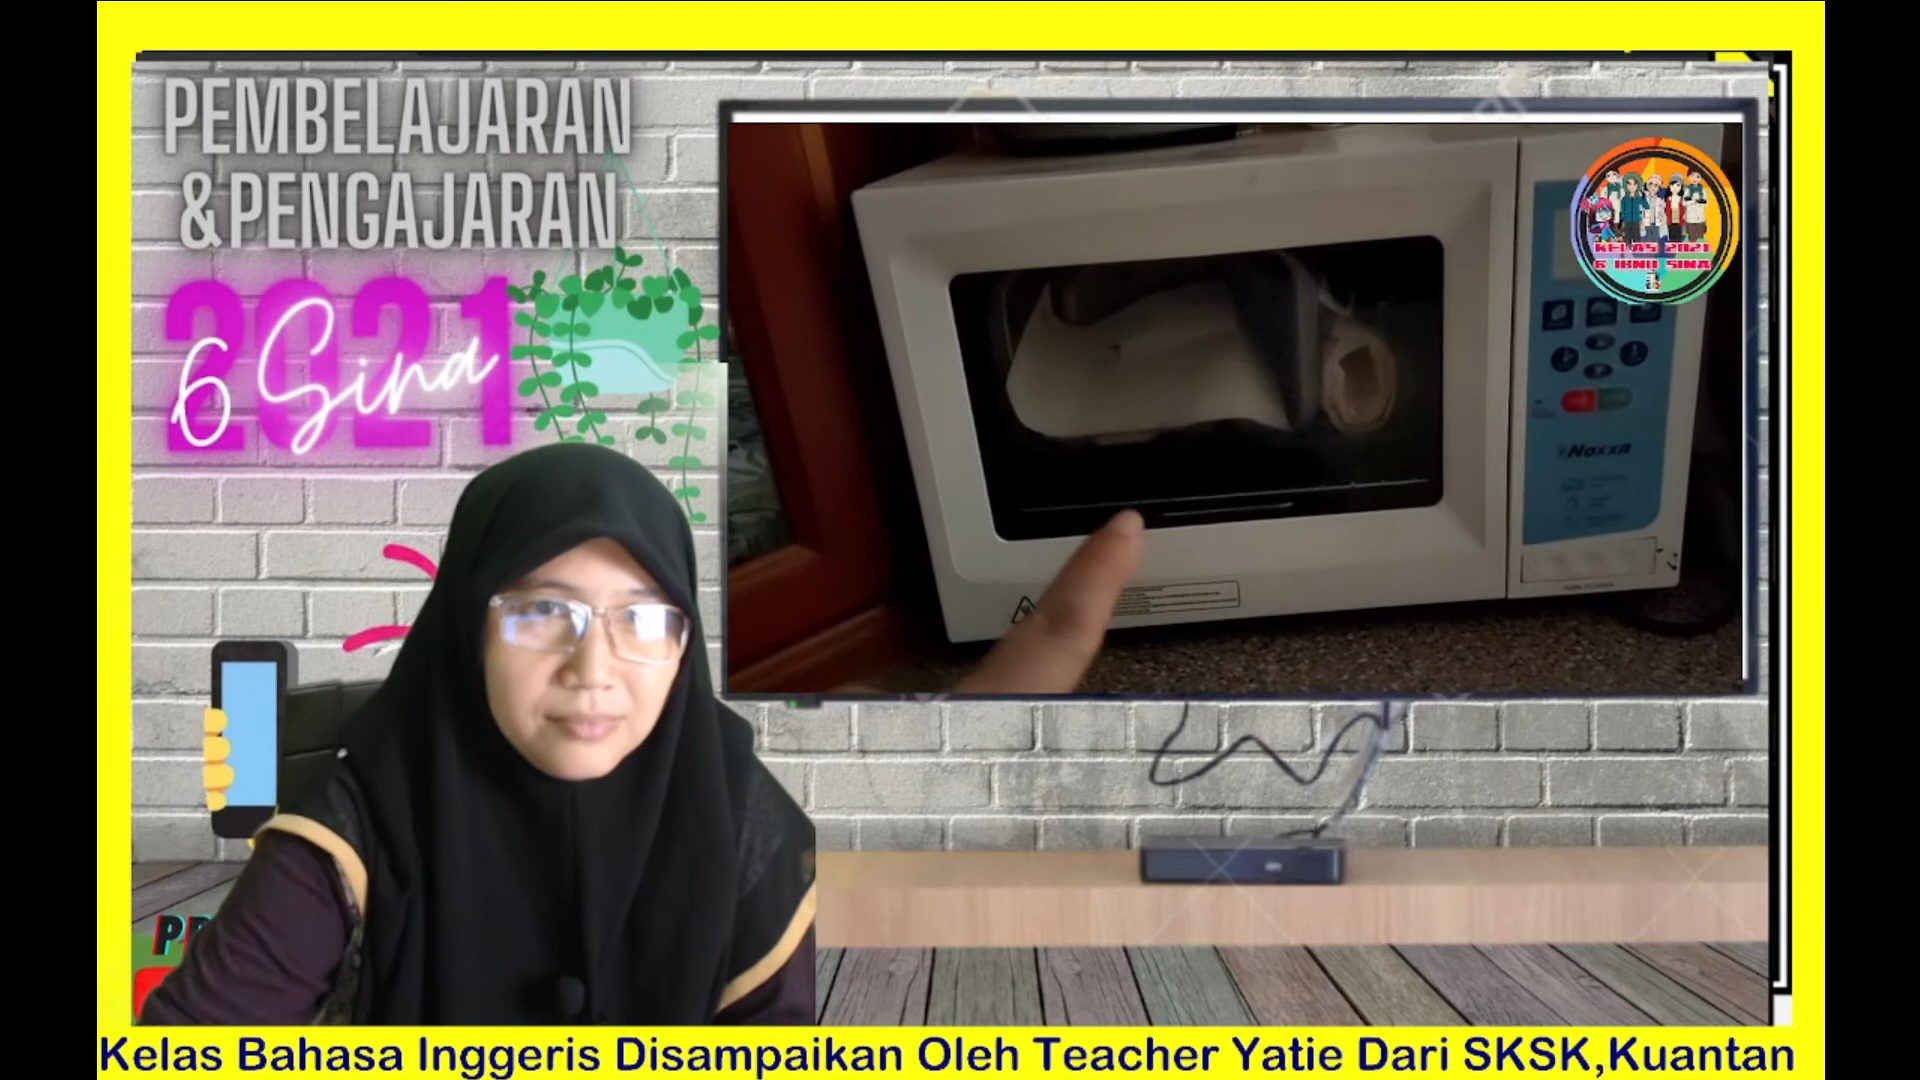 PEMBELAJARAN
& PENGAJARAN
2021
6 Sina
KELAS 2021
6 IBNU SINA
Noxxa
Kelas Bahasa Inggeris Disampaikan Oleh Teacher Yatie Dari SKSK,Kuantan